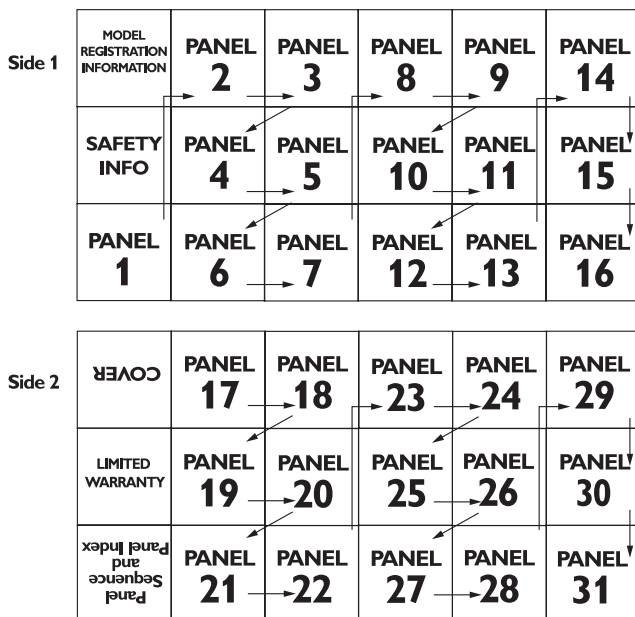 Side 1
MODEL
REGISTRATION
INFORMATION
PANEL
2
PANEL
3
PANEL
8
PANEL
9
PANEL
14
SAFETY
INFO
PANEL
4
PANEL
5
PANEL
10
PANEL
11
PANEL
15
PANEL
1
PANEL
6
PANEL
7
PANEL
12
PANEL
13
PANEL
16
Side 2
COVER
PANEL
17
PANEL
18
PANEL
23
PANEL
24
PANEL
29
LIMITED
WARRANTY
PANEL
19
PANEL
20
PANEL
25
PANEL
26
PANEL
30
Panel
Sequence
and
Panel Index
PANEL
21
PANEL
22
PANEL
27
PANEL
28
PANEL
31